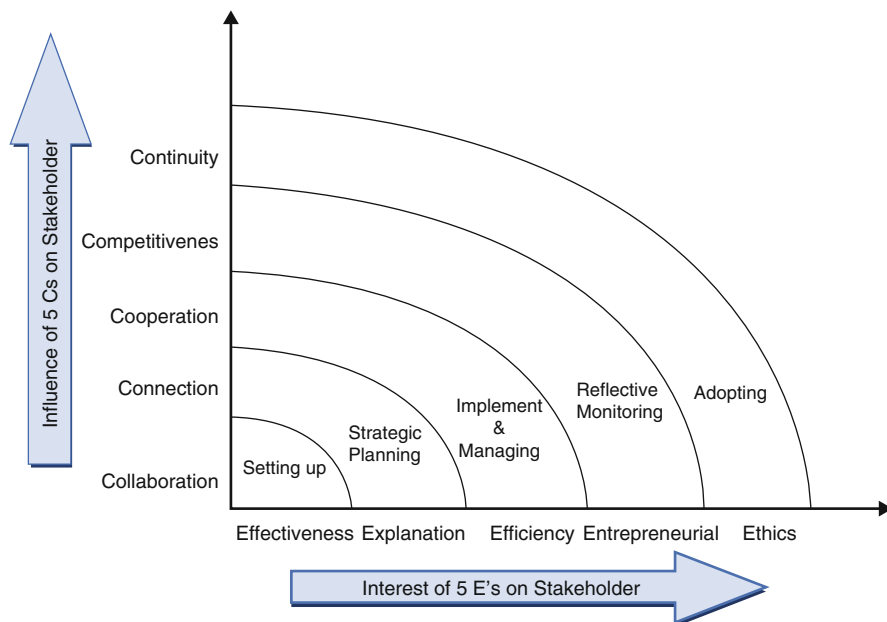 Influence of 5 Cs on Stakeholder
Continuity
Competitivenes
Cooperation
Connection
Collaboration
Setting up
Strategic
Planning
Implement
&
Managing
Reflective
Monitoring
Adopting
Effectiveness Explanation Efficiency Entrepreneurial Ethics
Interest of 5 E's on Stakeholder